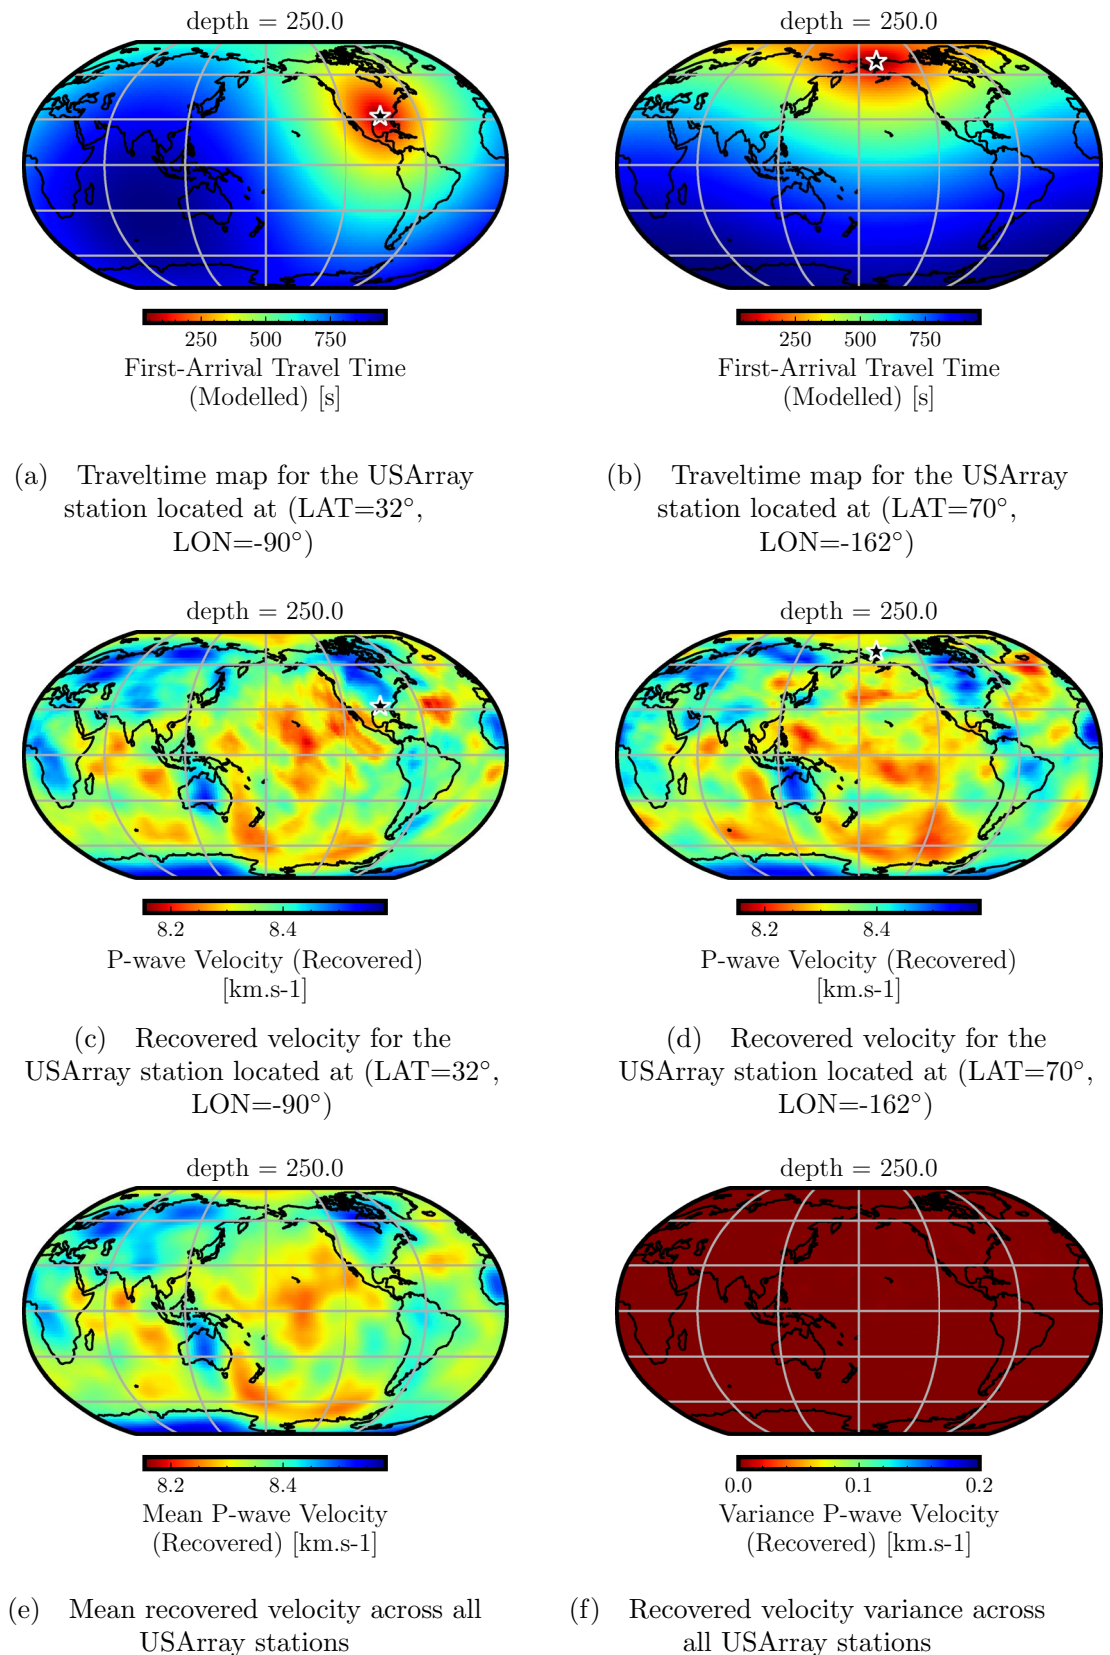 depth = 250.0
depth = 250.0
250 500 750
250 500 750
First-Arrival Travel Time
(Modelled) [s]
First-Arrival Travel Time
(Modelled) [s]
(a) Traveltime map for the USArray
station located at (LAT=32°,
LON=-90°)
(b) Traveltime map for the USArray
station located at (LAT=70°,
LON=-162°)
depth = 250.0
depth = 250.0
8.2 8.4
8.2 8.4
P-wave Velocity (Recovered)
[km.s-1]
P-wave Velocity (Recovered)
[km.s-1]
(c) Recovered velocity for the
USArray station located at (LAT=32°,
LON=-90°)
(d) Recovered velocity for the
USArray station located at (LAT=70°,
LON=-162°)
depth = 250.0
depth = 250.0
8.2 8.4
0.0 0.1 0.2
Mean P-wave Velocity
(Recovered) [km.s-1]
Variance P-wave Velocity
(Recovered) [km.s-1]
(e) Mean recovered velocity across all
USArray stations
(f) Recovered velocity variance across
all USArray stations